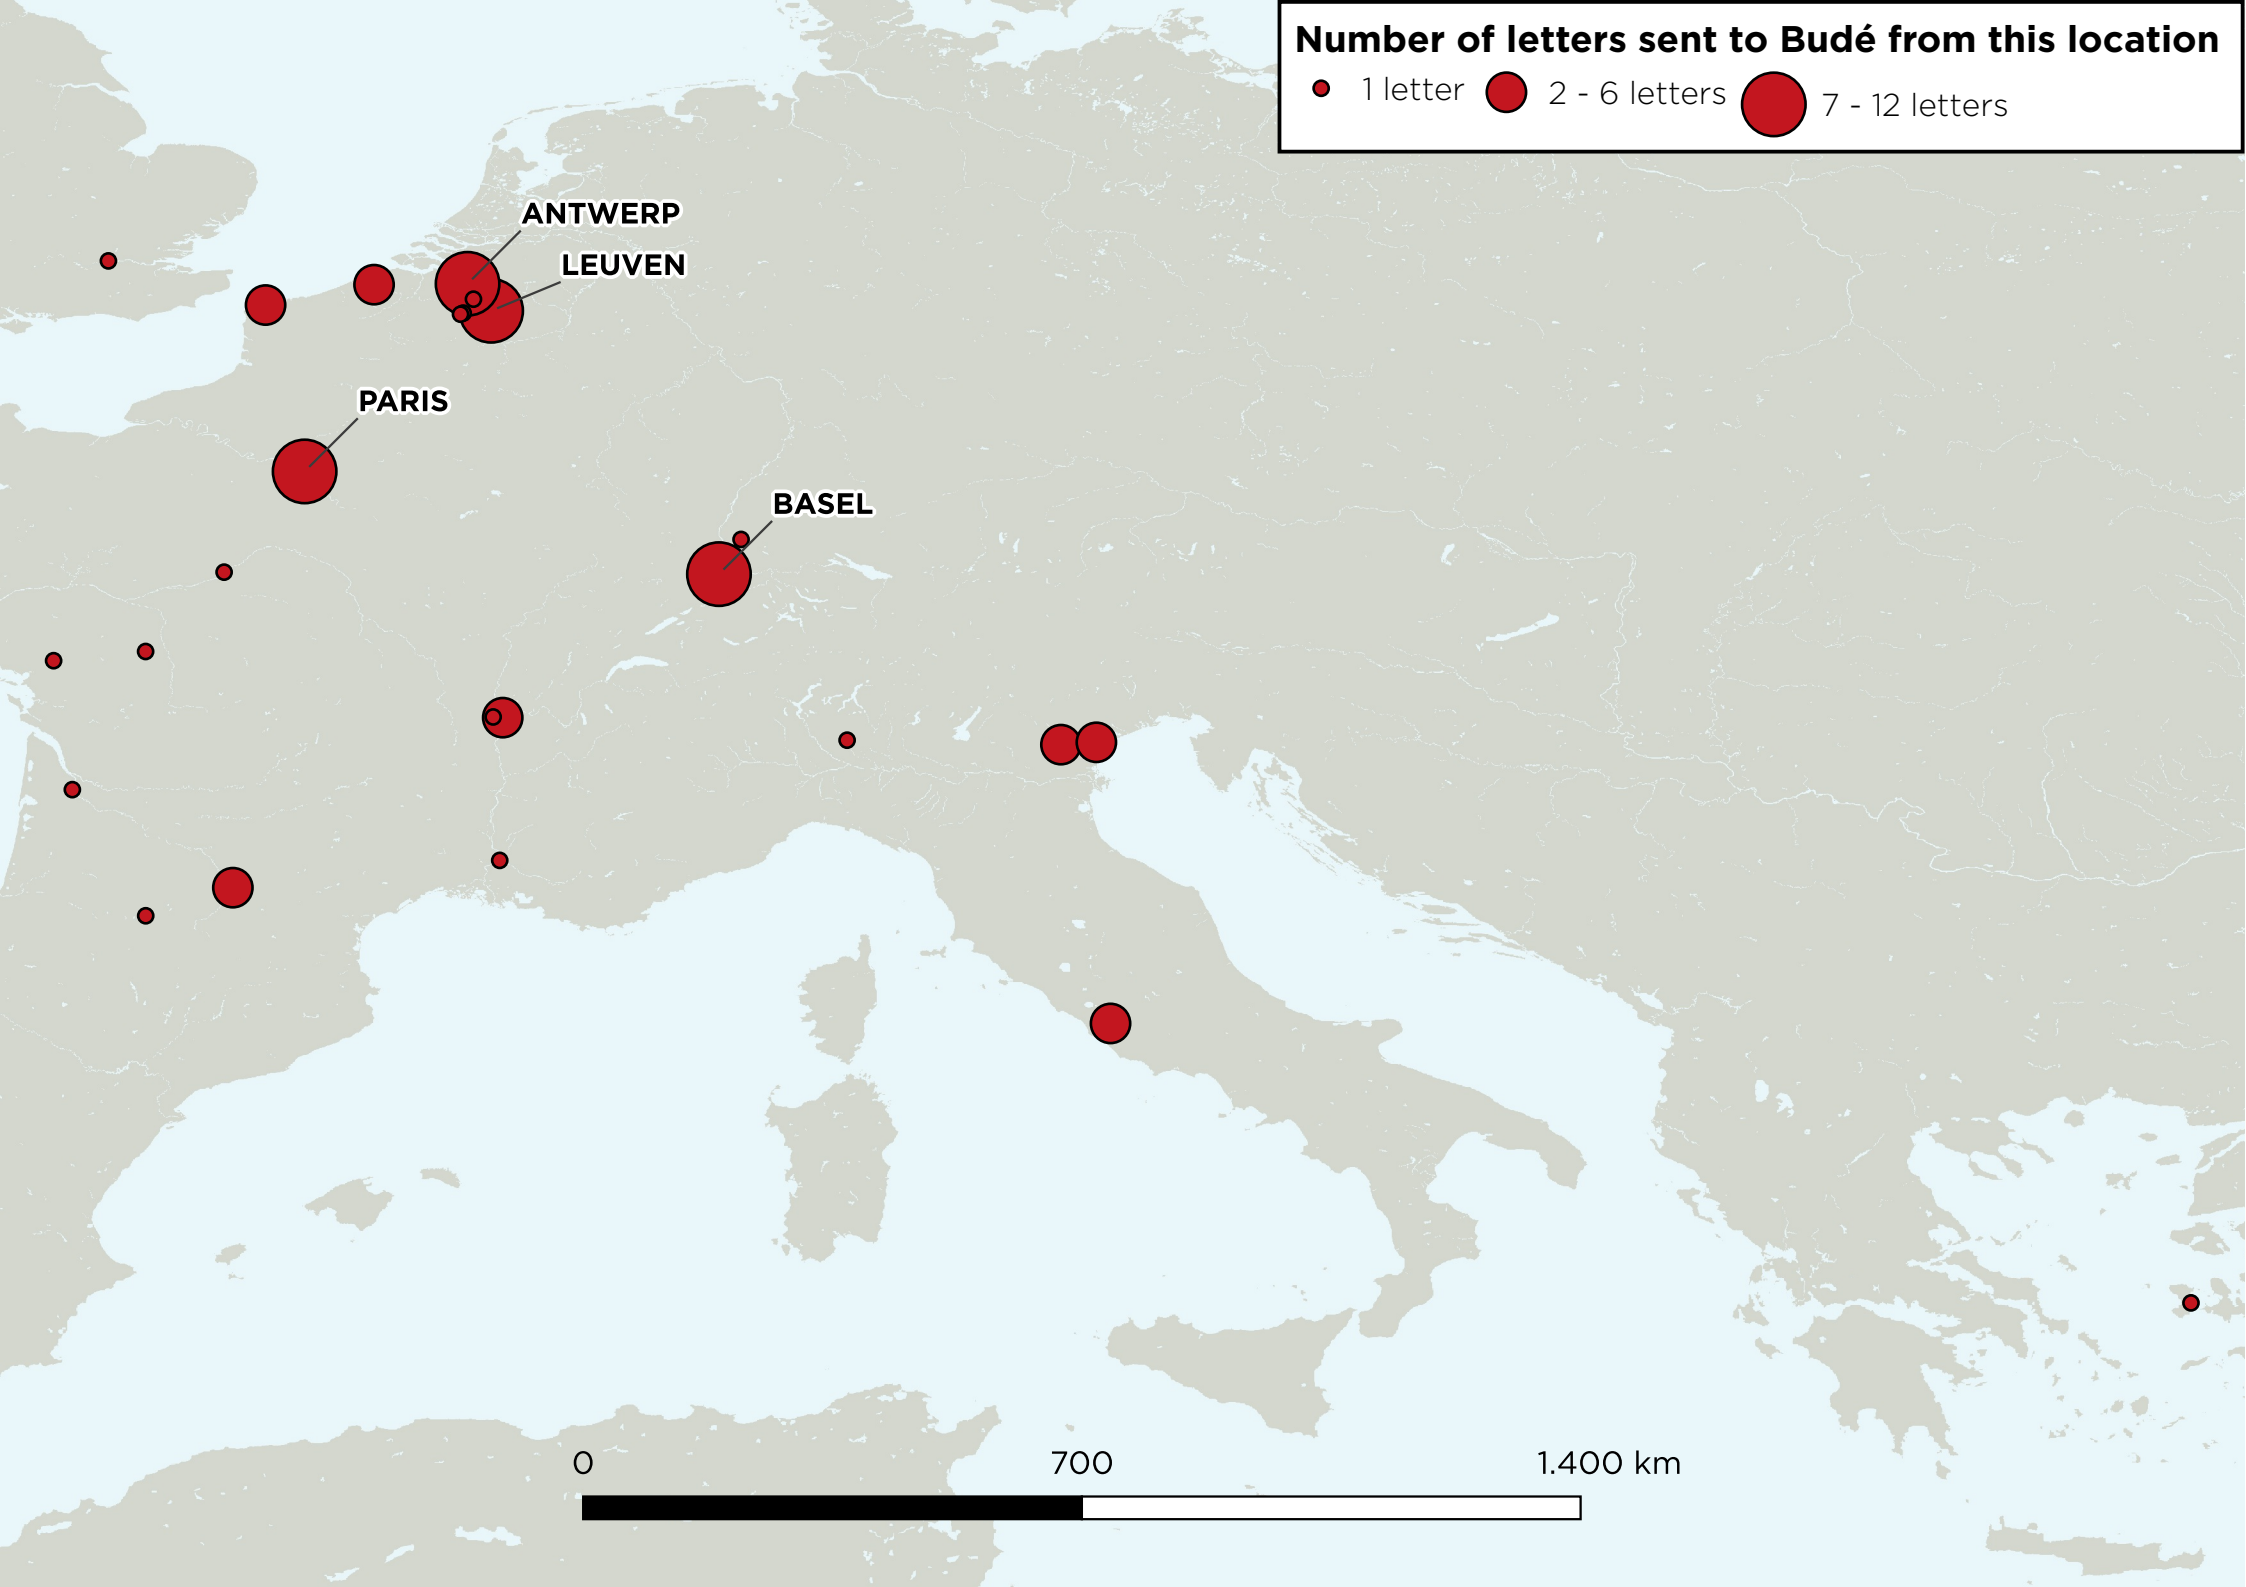 Number of letters sent to Budé from this location
1 letter 2 - 6 letters 7 - 12 letters
ANTWERP
LEUVEN
PARIS
BASEL
0 700 1.400 km